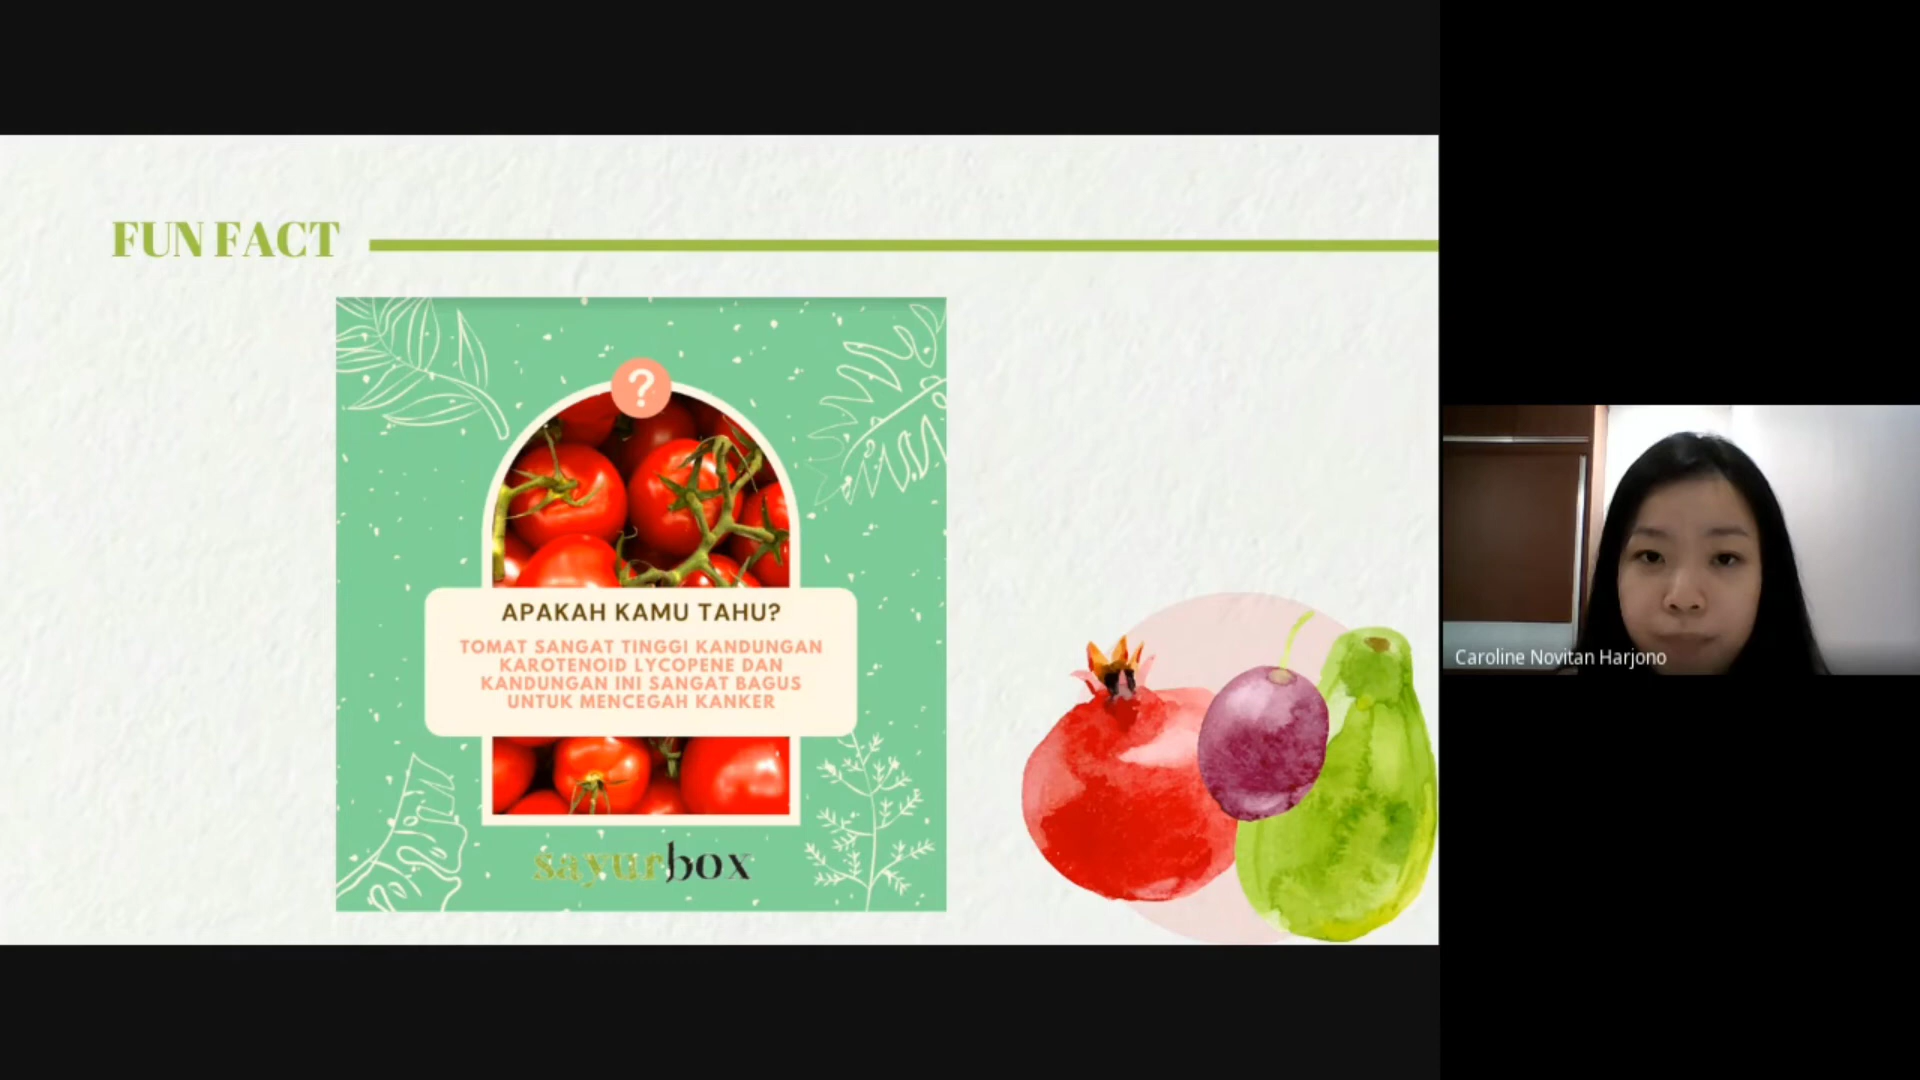 FUN FACT
?
APAKAH KAMU TAHU?
TOMAT SANGAT TINGGI KANDUNGAN
KAROTENOID LYCOPENE DAN
KANDUNGAN INI SANGAT BAGUS
UNTUK MENCEGAH KANKER
sayurbox
Caroline Novitan Harjono